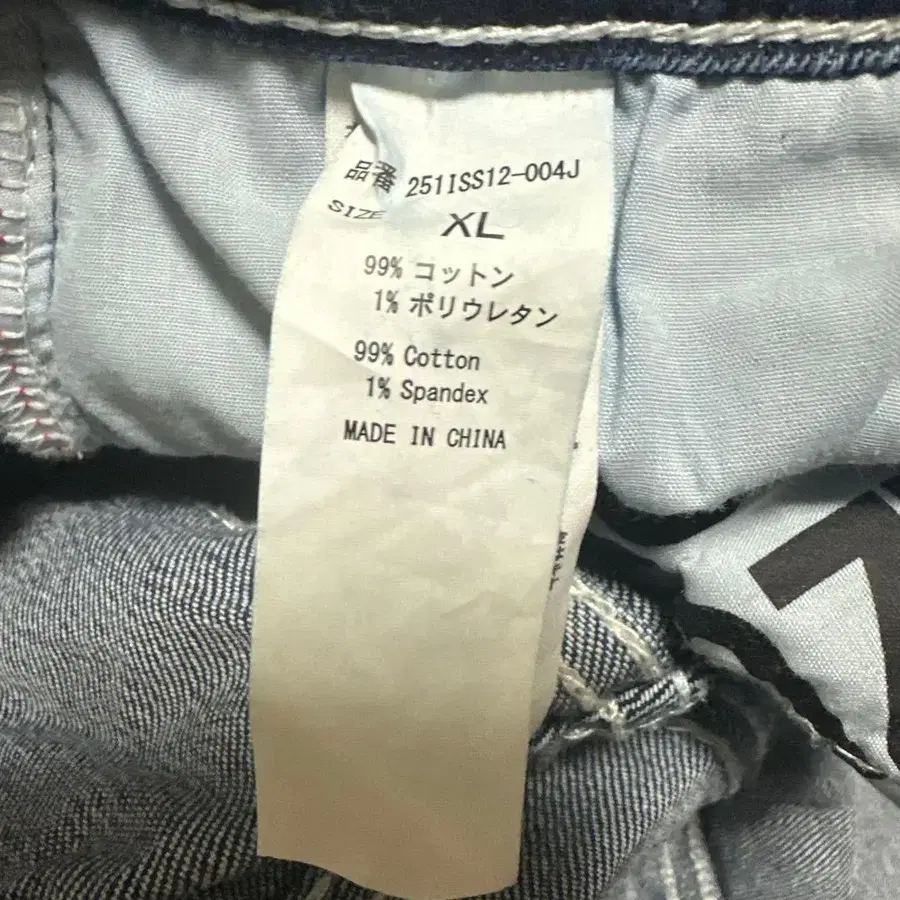 品番 251ISS12-004J
SIZE XL
99% コットン
1% ポリウレタン
99% Cotton
1% Spandex
MADE IN CHINA